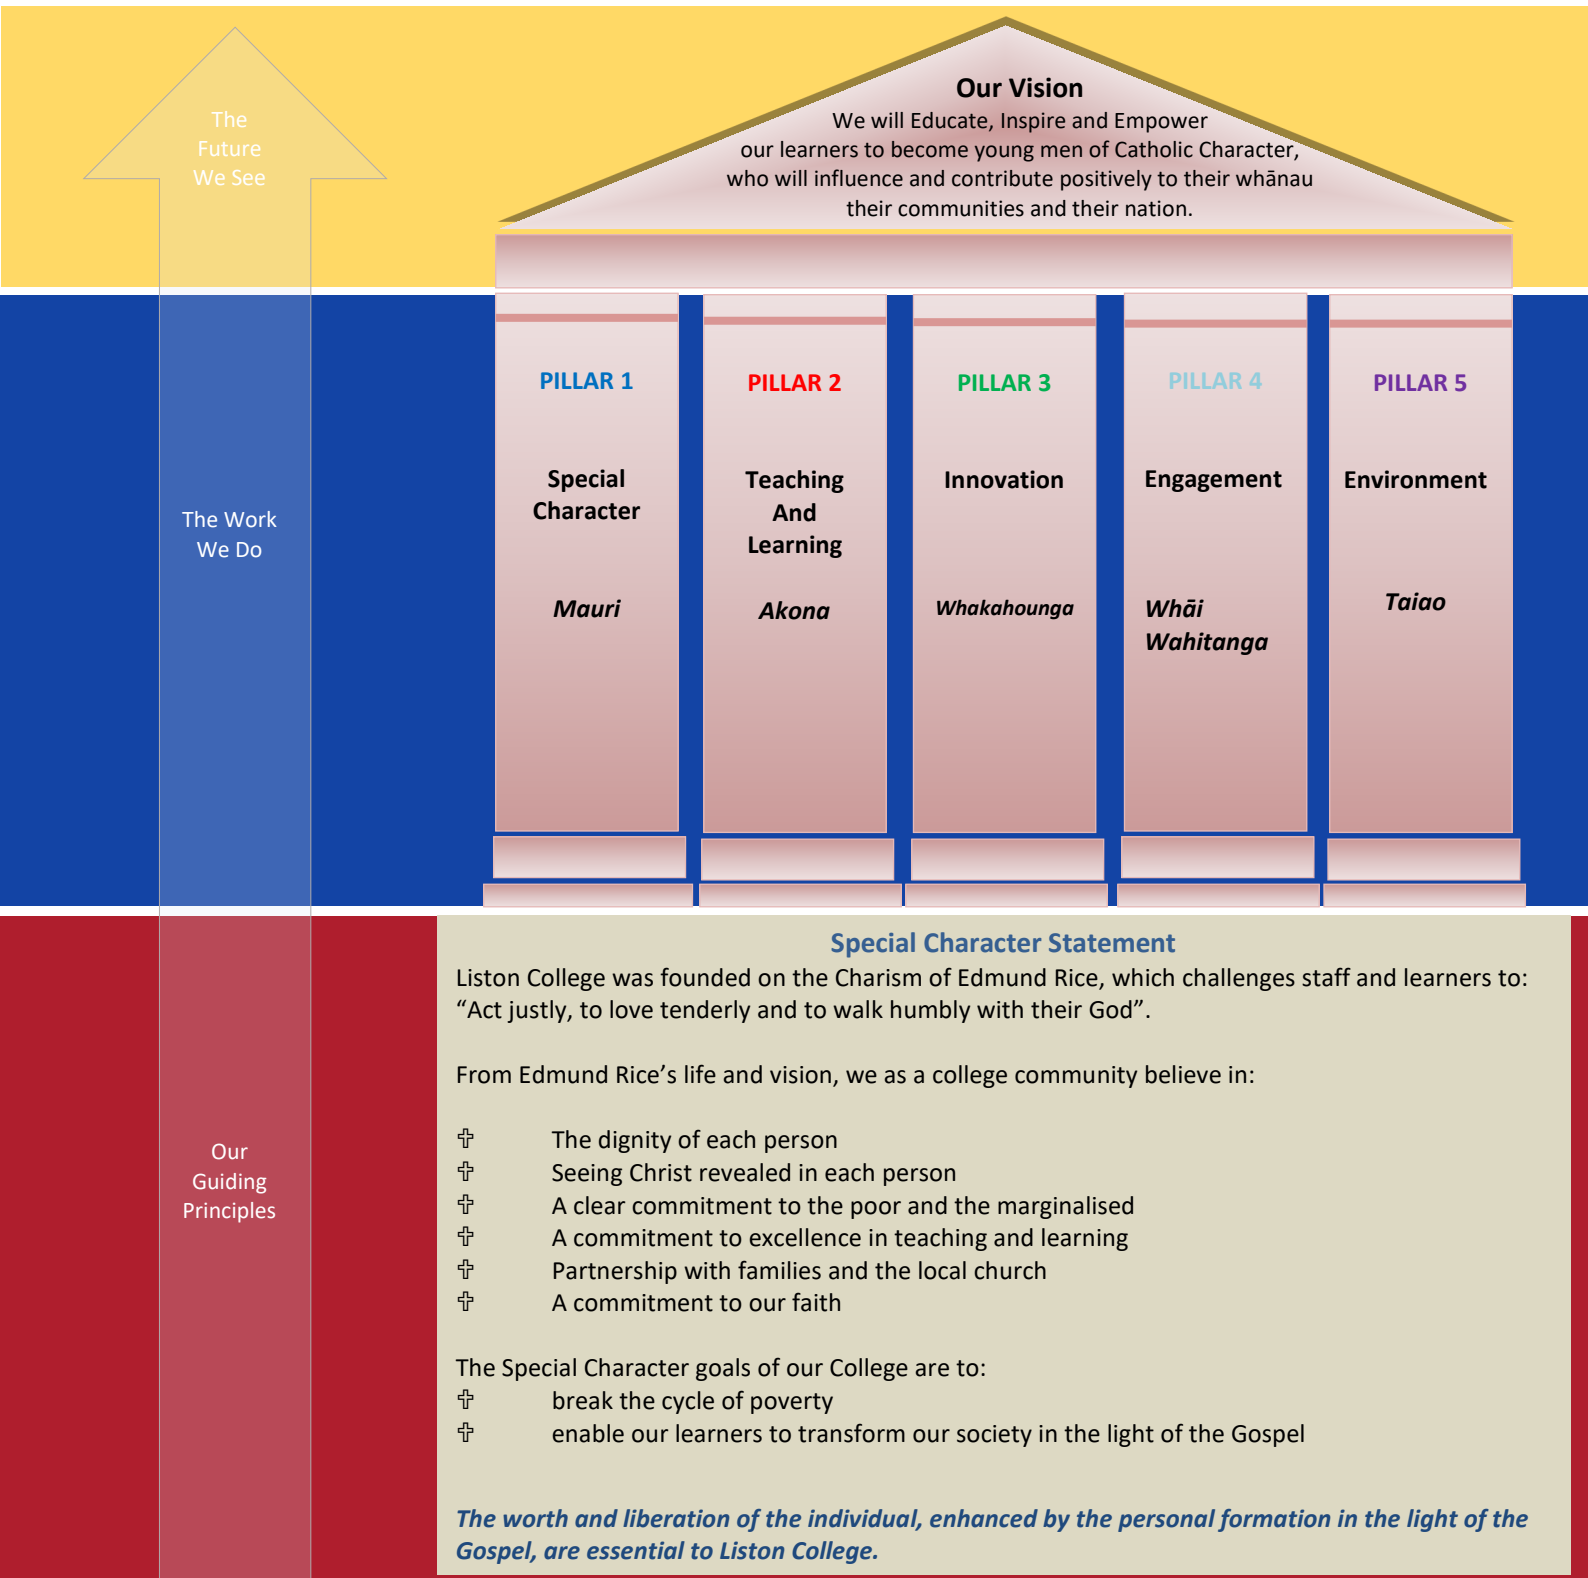 The
Future
We See
Our Vision
We will Educate, Inspire and Empower
our learners to become young men of Catholic Character,
who will influence and contribute positively to their whānau
their communities and their nation.
The Work
We Do
PILLAR 1
Special
Character
Mauri
PILLAR 2
Teaching
And
Learning
Akona
PILLAR 3
Innovation
Whakahounga
PILLAR 4
Engagement
Whāi
Wahitanga
PILLAR 5
Environment
Taiao
Our
Guiding
Principles
Special Character Statement
Liston College was founded on the Charism of Edmund Rice, which challenges staff and learners to:
“Act justly, to love tenderly and to walk humbly with their God”.
From Edmund Rice’s life and vision, we as a college community believe in:
✞ The dignity of each person
✞ Seeing Christ revealed in each person
✞ A clear commitment to the poor and the marginalised
✞ A commitment to excellence in teaching and learning
✞ Partnership with families and the local church
✞ A commitment to our faith
The Special Character goals of our College are to:
✞ break the cycle of poverty
✞ enable our learners to transform our society in the light of the Gospel
The worth and liberation of the individual, enhanced by the personal formation in the light of the
Gospel, are essential to Liston College.